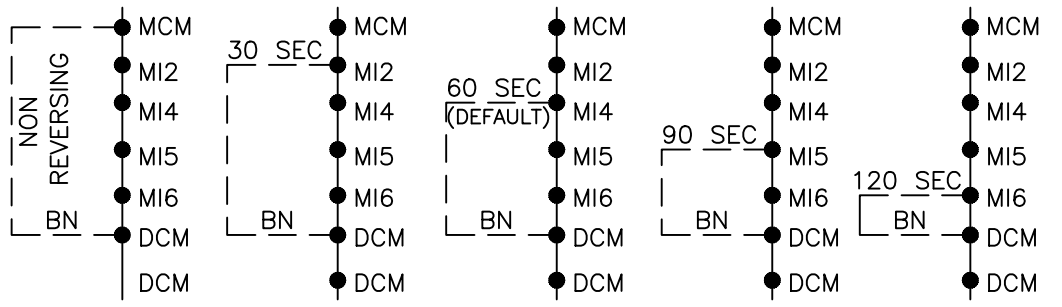 MCM
MI2
MI4
MI5
MI6
DCM
DCM
NON
REVERSING
BN
30 SEC
MCM
MI2
MI4
MI5
MI6
DCM
DCM
BN
60 SEC
(DEFAULT)
MCM
MI2
MI4
MI5
MI6
DCM
DCM
BN
90 SEC
MCM
MI2
MI4
MI5
MI6
DCM
DCM
BN
120 SEC
MCM
MI2
MI4
MI5
MI6
DCM
DCM
BN